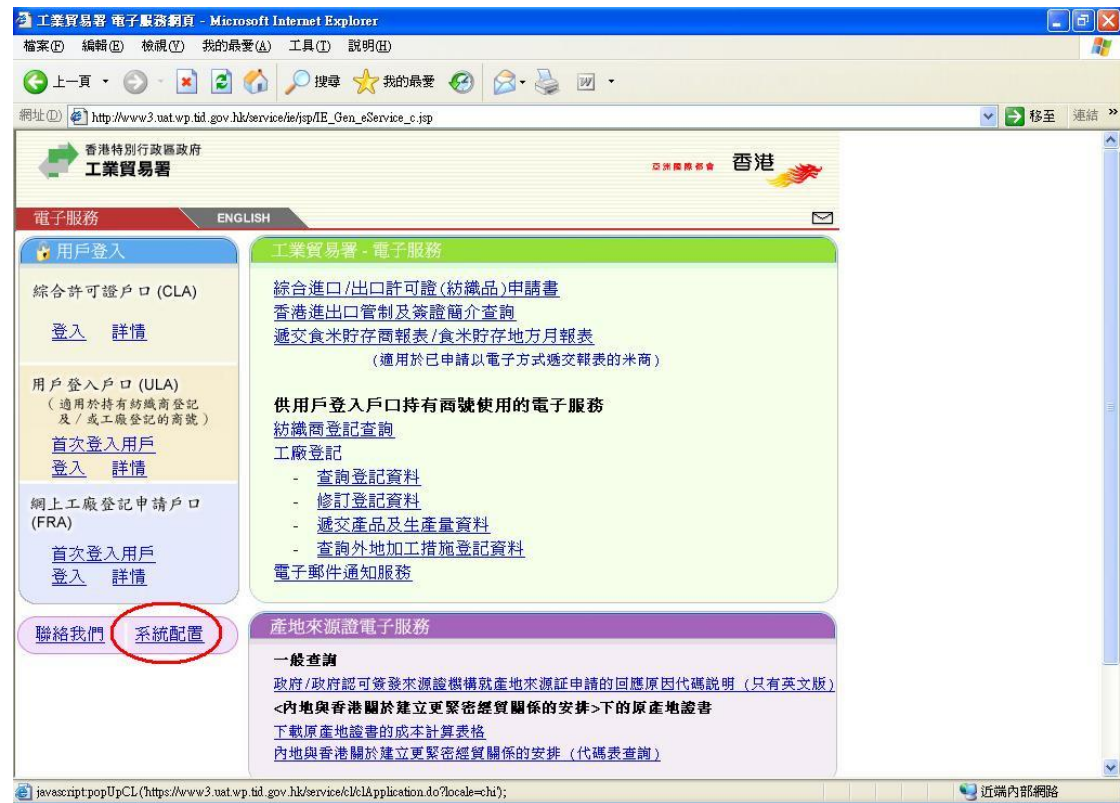 工業貿易署 電子服務網頁 - Microsoft Internet Explorer
檔案(F) 編輯(E) 檢視(V) 我的最愛(A) 工具(T) 說明(H)
上一頁 搜尋 我的最愛
網址(D) http://www3.uat.wp.tid.gov.hk/service/ie/jsp/IE_Gen_eService_c.jsp 移至 連結 »
香港特別行政區政府
工業貿易署
亞洲國際都會 香港
電子服務 ENGLISH
用戶登入
綜合許可證戶口 (CLA)
登入 詳情
用戶登入戶口 (ULA)
(適用於持有紡織商登記
及/或工廠登記的商號)
首次登入用戶
登入 詳情
網上工廠登記申請戶口
(FRA)
首次登入用戶
登入 詳情
聯絡我們 系統配置
工業貿易署 - 電子服務
綜合進口/出口許可證(紡織品)申請書
香港進出口管制及簽證簡介查詢
遞交食米貯存商報表/食米貯存地方月報表
(適用於已申請以電子方式遞交報表的米商)
供用戶登入戶口持有商號使用的電子服務
紡織商登記查詢
工廠登記
- 查詢登記資料
- 修訂登記資料
- 遞交產品及生產量資料
- 查詢外地加工措施登記資料
電子郵件通知服務
產地來源證電子服務
一般查詢
政府/政府認可簽發來源證機構就產地來源証申請的回應原因代碼說明 (只有英文版)
<內地與香港關於建立更緊密經貿關係的安排>下的原產地證書
下載原產地證書的成本計算表格
內地與香港關於建立更緊密經貿關係的安排 (代碼表查詢)
javascript:popUpCL('https://www3.uat.wp.tid.gov.hk/service/cl/clApplication.do?locale=chi'); 近端內部網路